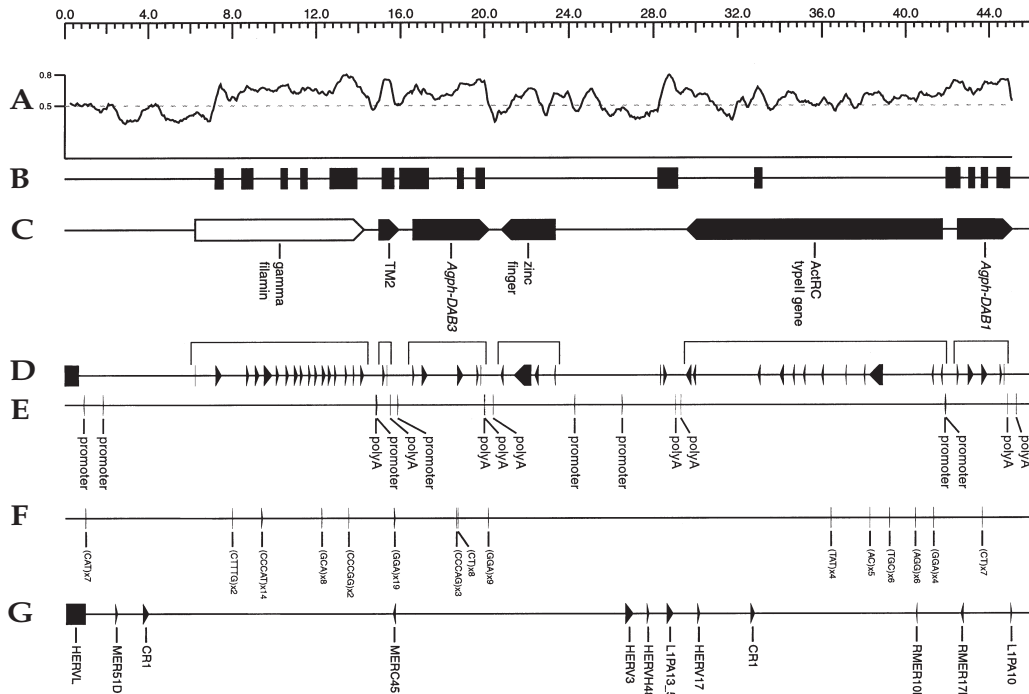 0.0 4.0 8.0 12.0 16.0 20.0 24.0 28.0 32.0 36.0 40.0 44.0
A
0.8
0.5
B
C
gamma
filamin
TM2
Agph-DAB3
zinc
finger
ActRC
typeII gene
Agph-DAB1
D
E
promoter
promoter
polyA
promoter
polyA
promoter
polyA
polyA
polyA
promoter
promoter
polyA
polyA
promoter
promoter
polyA
polyA
F
(CAT)x7
(CTTTG)x2
(CCCAT)x14
(GCA)x8
(CCCGG)x2
(GGA)x19
(CCCAG)x3
(CT)x8
(GGA)x9
(TAT)x4
(AC)x5
(TGC)x6
(AGG)x6
(GGA)x4
(CT)x7
G
HERVL
MER51D
CR1
MERC45
HERV3
HERVH48
L1PA13_5
HERV17
CR1
RMER10
RMER17
L1PA10